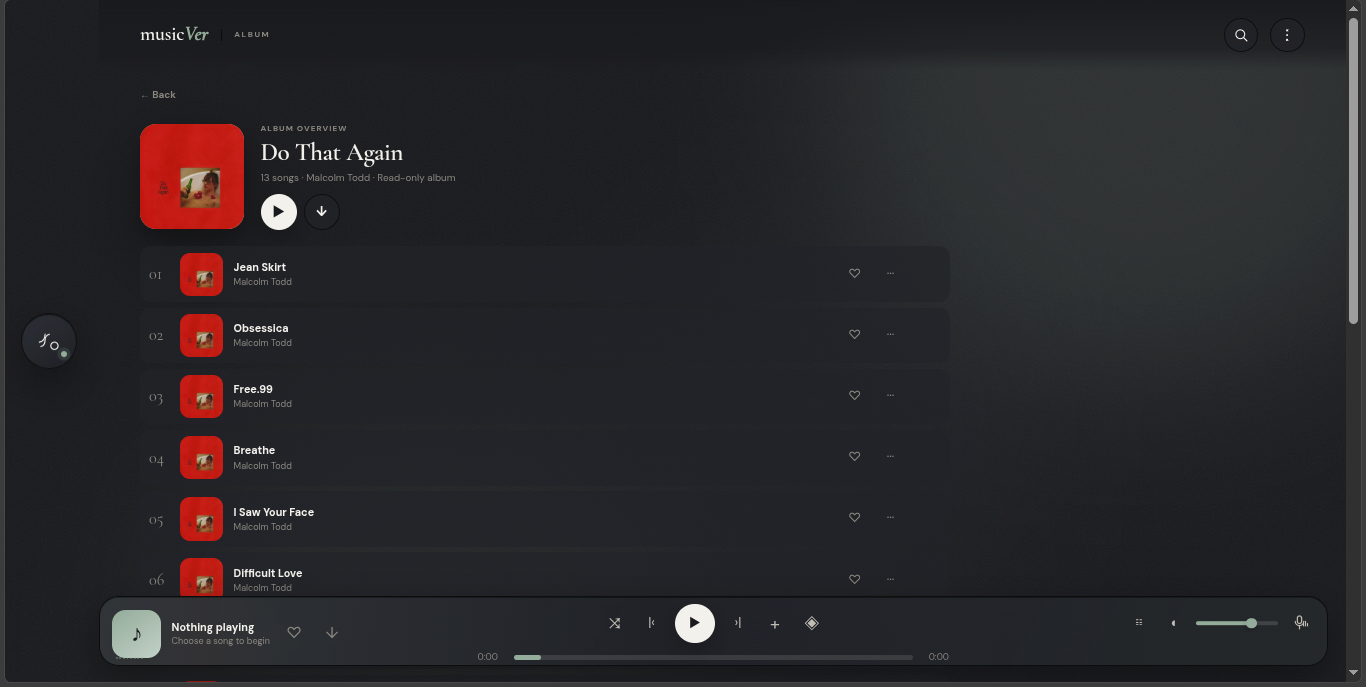 musicVer
ALBUM
← Back
ALBUM OVERVIEW
Do That Again
13 songs · Malcolm Todd · Read-only album
01
Jean Skirt
Malcolm Todd
02
Obsessica
Malcolm Todd
03
Free.99
Malcolm Todd
04
Breathe
Malcolm Todd
05
I Saw Your Face
Malcolm Todd
06
Difficult Love
Malcolm Todd
Nothing playing
Choose a song to begin
0:00
0:00